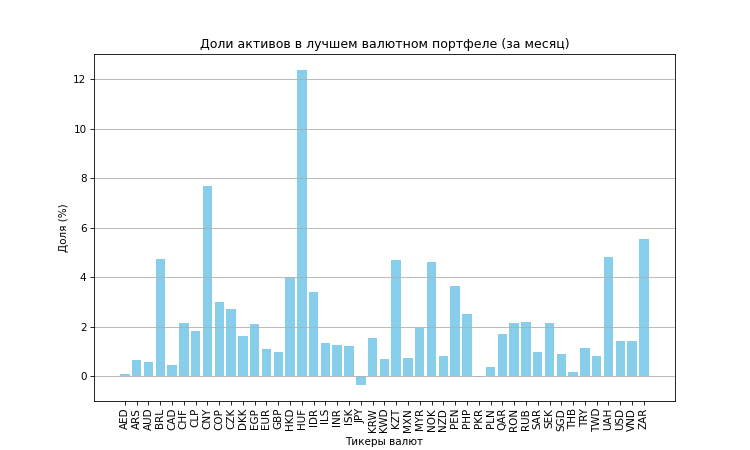 Доли активов в лучшем валютном портфеле (за месяц)
Доля (%)
12
10
8
6
4
2
0
AED ARS AUD BRL CAD CHF CLP CNY COP CZK DKK EGP EUR GBP HKD HUF IDR ILS INR ISK JPY KRW KWD KZT MXN MYR NOK NZD PEN PHP PKR PLN QAR RON RUB SAR SEK SGD THB TRY TWD UAH USD VND ZAR
Тикеры валют